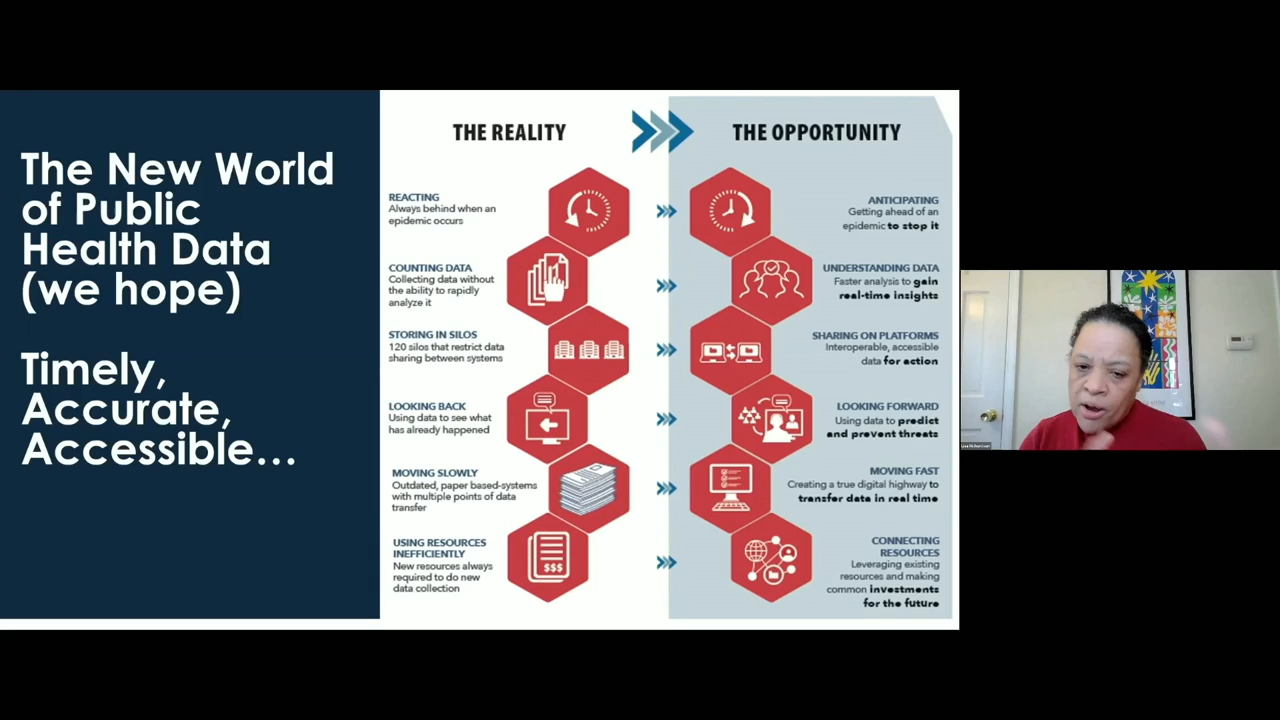 The New World
of Public
Health Data
(we hope)
Timely,
Accurate,
Accessible…
THE REALITY
THE OPPORTUNITY
REACTING
Always behind when an
epidemic occurs
ANTICIPATING
Getting ahead of an
epidemic to stop it
COUNTING DATA
Collecting data without
the ability to rapidly
analyze it
UNDERSTANDING DATA
Faster analysis to gain
real-time insights
STORING IN SILOS
120 silos that restrict data
sharing between systems
SHARING ON PLATFORMS
Interoperable, accessible
data for action
LOOKING BACK
Using data to see what
has already happened
LOOKING FORWARD
Using data to predict
and prevent threats
MOVING SLOWLY
Outdated, paper based-systems
with multiple points of data
transfer
MOVING FAST
Creating a true digital highway to
transfer data in real time
USING RESOURCES
INEFFICIENTLY
New resources always
required to do new
data collection
$$$
CONNECTING
RESOURCES
Leveraging existing
resources and making
common investments
for the future